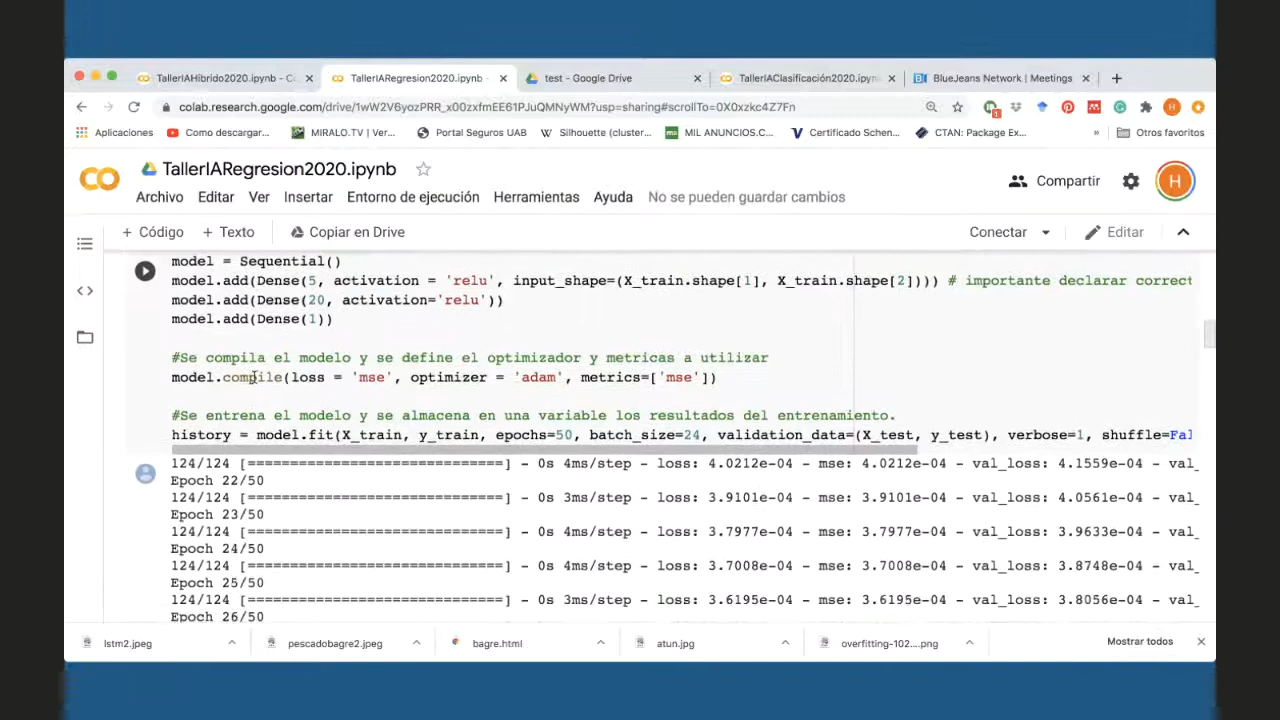 TallerIAHibrido2020.ipynb - Co
TallerIARegresion2020.ipynb -
test - Google Drive
TallerIAClasificación2020.ipynb
BlueJeans Network | Meetings
colab.research.google.com/drive/1wW2V6yozPRR_x00zxfmEE61PJuQMNyWM?usp=sharing#scrollTo=0X0xzkc4Z7Fn
Aplicaciones
Como descargar...
MIRALO.TV | Ver...
Portal Seguros UAB
Silhouette (cluster...
MIL ANUNCIOS.C...
Certificado Schen...
CTAN: Package Ex...
»
Otros favoritos
TallerIARegresion2020.ipynb
Compartir
H
Archivo Editar Ver Insertar Entorno de ejecución Herramientas Ayuda No se pueden guardar cambios
+ Código + Texto Copiar en Drive Conectar Editar
model = Sequential()
model.add(Dense(5, activation = 'relu', input_shape=(X_train.shape[1], X_train.shape[2]))) # importante declarar correct
model.add(Dense(20, activation='relu'))
model.add(Dense(1))
#Se compila el modelo y se define el optimizador y metricas a utilizar
model.compile(loss = 'mse', optimizer = 'adam', metrics=['mse'])
#Se entrena el modelo y se almacena en una variable los resultados del entrenamiento.
history = model.fit(X_train, y_train, epochs=50, batch_size=24, validation_data=(X_test, y_test), verbose=1, shuffle=Fal
124/124 [==============================] - 0s 4ms/step - loss: 4.0212e-04 - mse: 4.0212e-04 - val_loss: 4.1559e-04 - val_
Epoch 22/50
124/124 [==============================] - 0s 3ms/step - loss: 3.9101e-04 - mse: 3.9101e-04 - val_loss: 4.0561e-04 - val_
Epoch 23/50
124/124 [==============================] - 0s 4ms/step - loss: 3.7977e-04 - mse: 3.7977e-04 - val_loss: 3.9633e-04 - val_
Epoch 24/50
124/124 [==============================] - 0s 4ms/step - loss: 3.7008e-04 - mse: 3.7008e-04 - val_loss: 3.8748e-04 - val_
Epoch 25/50
124/124 [==============================] - 0s 3ms/step - loss: 3.6195e-04 - mse: 3.6195e-04 - val_loss: 3.8056e-04 - val_
Epoch 26/50
lstm2.jpeg
pescadobagre2.jpeg
bagre.html
atun.jpg
overfitting-102....png
Mostrar todos